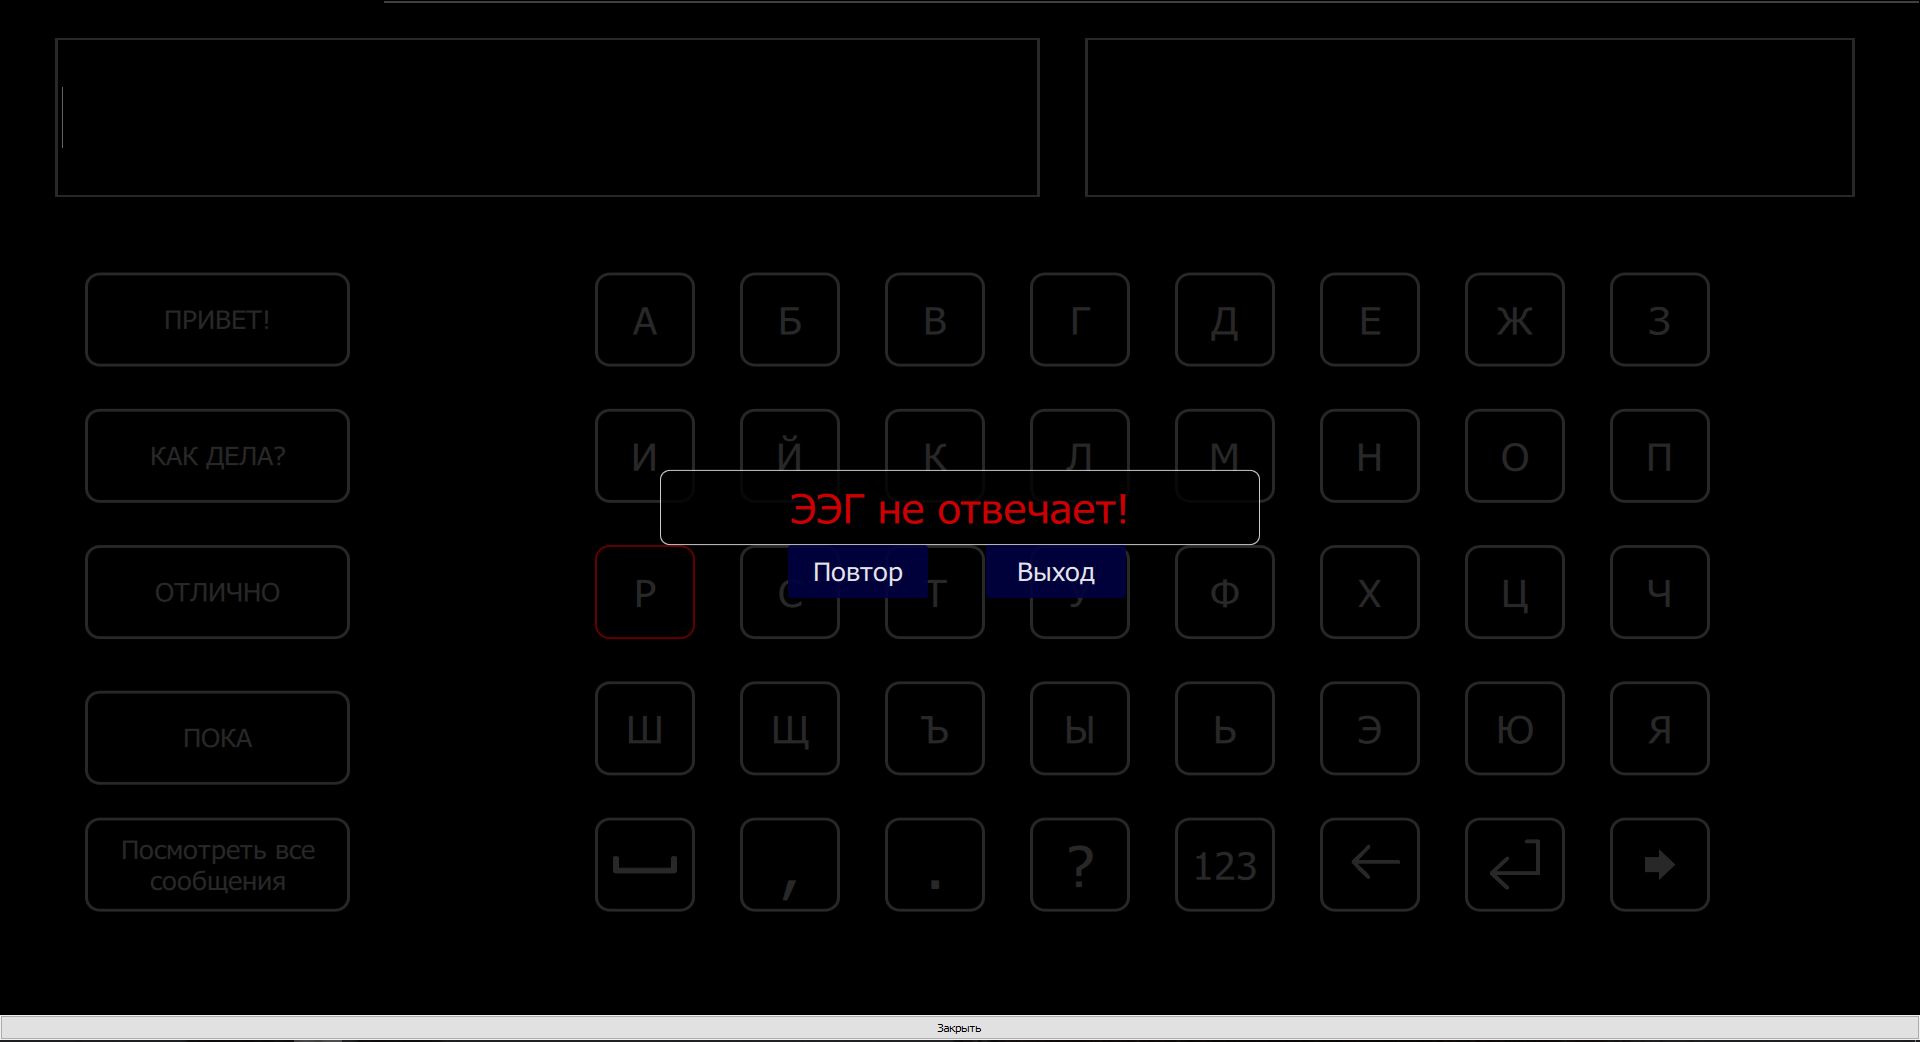 ПРИВЕТ!
А Б В Г Д Е Ж З
КАК ДЕЛА?
И Й К Л М Н О П
ЭЭГ не отвечает!
Повтор Выход
ОТЛИЧНО
Р С Т У Ф Х Ц Ч
ПОКА
Ш Щ Ъ Ы Ь Э Ю Я
Посмотреть все
сообщения
, . ? 123
Закрыть